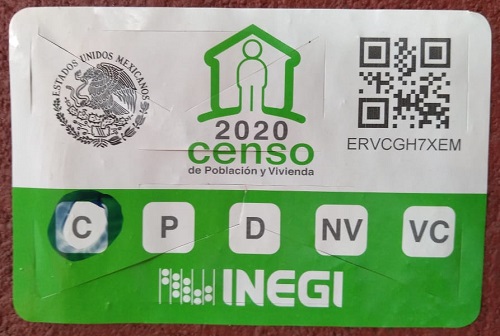 ESTADOS UNIDOS MEXICANOS
2020
censo
de Población y Vivienda
ERVCGH7XEM
C P D NV VC
INEGI